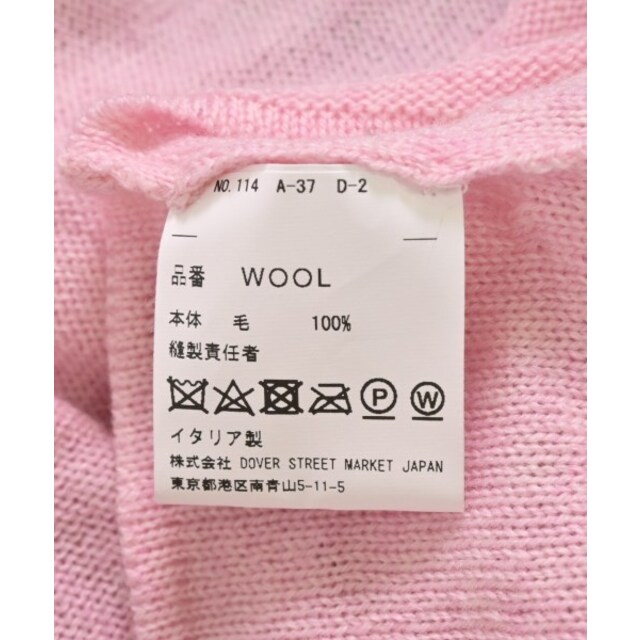 NO.114 A-37 D-2
品番 WOOL
本体 毛 100%
縫製責任者
P W
イタリア製
株式会社 DOVER STREET MARKET JAPAN
東京都港区南青山5-11-5